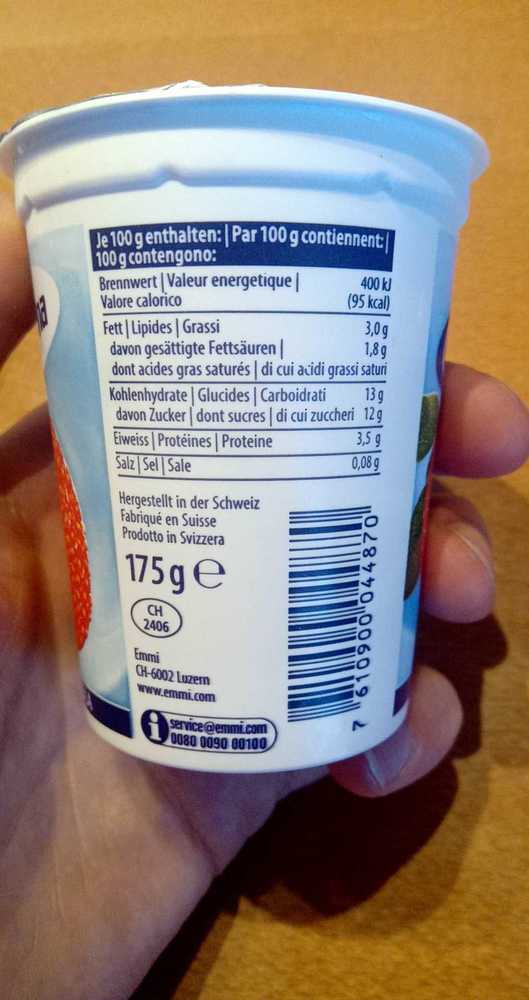 Je 100 g enthalten: | Par 100 g contiennent: |
100 g contengono:
Brennwert | Valeur energetique | 400 kJ
Valore calorico (95 kcal)
Fett | Lipides | Grassi 3,0 g
davon gesättigte Fettsäuren | 1,8 g
dont acides gras saturés | di cui acidi grassi saturi
Kohlenhydrate | Glucides | Carboidrati 13 g
davon Zucker | dont sucres | di cui zuccheri 12 g
Eiweiss | Protéines | Proteine 3,5 g
Salz | Sel | Sale 0,08 g
Hergestellt in der Schweiz
Fabriqué en Suisse
Prodotto in Svizzera
175 g e
CH
2406
Emmi
CH-6002 Luzern
www.emmi.com
i service@emmi.com
0080 0090 00100
7 610900 044870